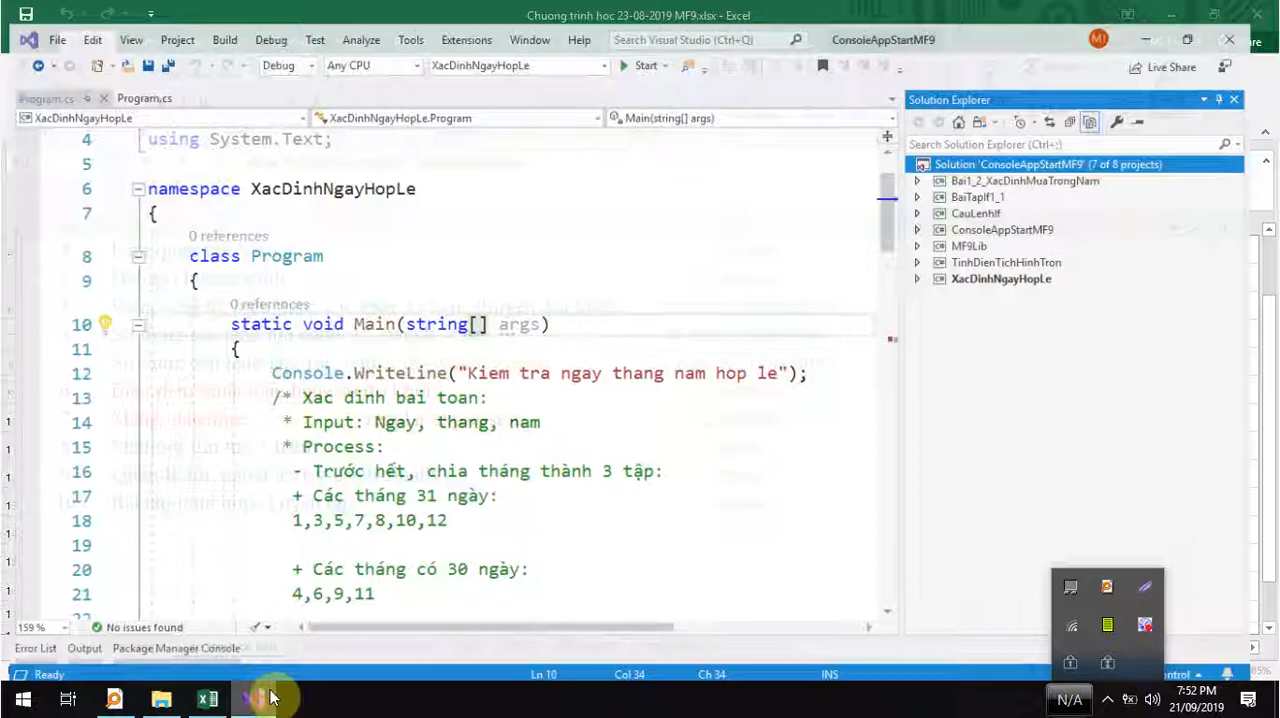 Chuong trinh hoc 23-08-2019 MF9.xlsx - Excel
File Edit View Project Build Debug Test Analyze Tools Extensions Window Help Search Visual Studio (Ctrl+Q) ConsoleAppStartMF9 MI
Debug Any CPU XacDinhNgayHopLe Start Live Share
Program.cs Program.cs
XacDinhNgayHopLe XacDinhNgayHopLe.Program Main(string[] args)
4 using System.Text;
5
6 namespace XacDinhNgayHopLe
7 {
0 references
8 class Program
9 {
0 references
10 static void Main(string[] args)
11 {
12 Console.WriteLine("Kiem tra ngay thang nam hop le");
13 /* Xac dinh bai toan:
14 * Input: Ngay, thang, nam
15 * Process:
16 - Trước hết, chia tháng thành 3 tập:
17 + Các tháng 31 ngày:
18 1,3,5,7,8,10,12
19
20 + Các tháng có 30 ngày:
21 4,6,9,11
159 % No issues found
Error List Output Package Manager Console
Ready Ln 10 Col 34 Ch 34 INS
Solution Explorer
Search Solution Explorer (Ctrl+;)
Solution 'ConsoleAppStartMF9' (7 of 8 projects)
Bai1_2_XacDinhMuaTrongNam
BaiTapIf1_1
CauLenhIf
ConsoleAppStartMF9
MF9Lib
TinhDienTichHinhTron
XacDinhNgayHopLe
N/A
7:52 PM
21/09/2019